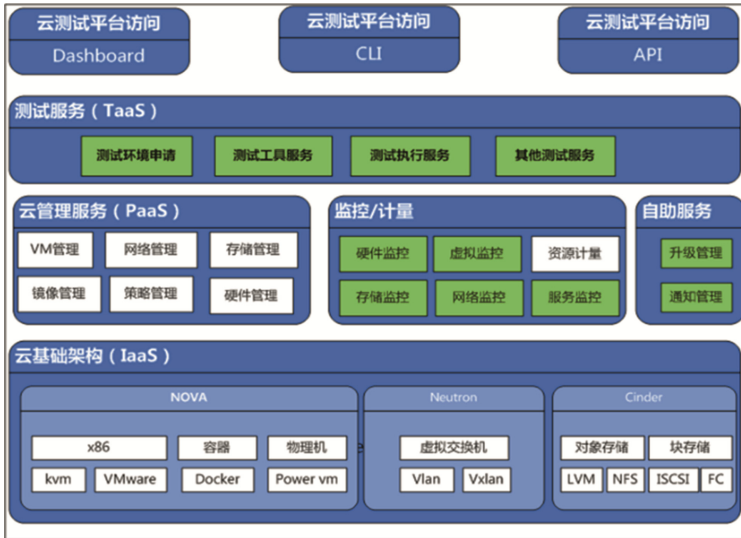 云测试平台访问
Dashboard
云测试平台访问
CLI
云测试平台访问
API
测试服务（TaaS）
测试环境申请
测试工具服务
测试执行服务
其他测试服务
云管理服务（PaaS）
VM管理
网络管理
存储管理
镜像管理
策略管理
硬件管理
监控/计量
硬件监控
虚拟监控
资源计量
存储监控
网络监控
服务监控
自助服务
升级管理
通知管理
云基础架构（IaaS）
NOVA
x86
容器
物理机
kvm
VMware
Docker
Power vm
e
Neutron
虚拟交换机
Vlan
Vxlan
Cinder
对象存储
块存储
LVM
NFS
ISCSI
FC